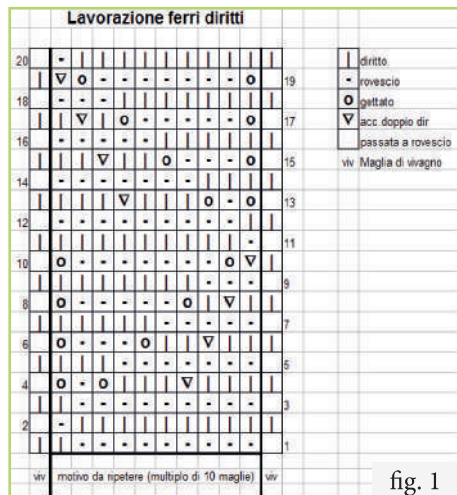 Lavorazione ferri diritti
20 - | | | | | | | | | |
| ∇ o - - - - - - - o 19
18 - - - | | | | | | | |
| | ∇ | o - - - - - o 17
16 - - - - - | | | | | |
| | | ∇ | | o - - - o 15
14 - - - - - - - | | | |
| | | | ∇ | | | o - o 13
12 - - - - - - - - - | |
| | | | | | | | | | - 11
10 o - - - - - - - o ∇ |
| | | | | | | | - - - 9
8 o - - - - - o | ∇ | |
| | | | | | - - - - - 7
6 o - - - o | | ∇ | | |
| | | | - - - - - - - 5
4 o - o | | | ∇ | | | |
| | - - - - - - - - - 3
2 - | | | | | | | | | |
| | - - - - - - - - - 1
viv motivo da ripetere (multiplo di 10 maglie) viv
| diritto
- rovescio
o gettato
∇ acc.doppio dir
passata a rovescio
viv Maglia di vivagno
fig. 1